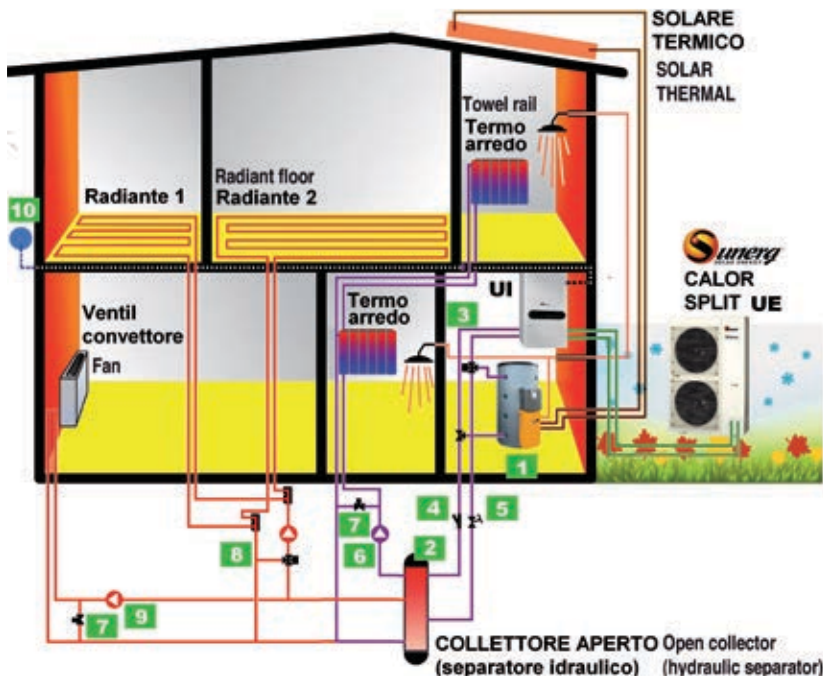 SOLARE
TERMICO
SOLAR
THERMAL
Towel rail
Termo
arredo
Radiant floor
Radiante 1
Radiante 2
10
Sunerg
CALOR
SPLIT UE
UI
Ventil
convettore
Fan
Termo
arredo
3
1
4
5
7
2
8
6
7
9
COLLETTORE APERTO Open collector
(separatore idraulico) (hydraulic separator)